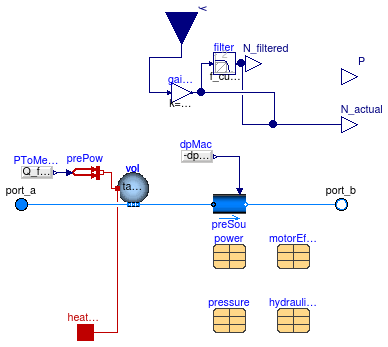 y
filter
N_filtered
P
gai...
f_cu...
k=...
N_actual
dpMac
PToMe...
prePow
vol
-dp...
Q_f...
ta...
port_a
port_b
preSou
power
motorEf...
pressure
hydrauli...
heat...